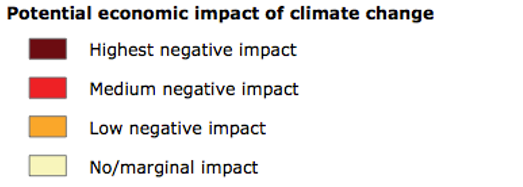 Potential economic impact of climate change
Highest negative impact
Medium negative impact
Low negative impact
No/marginal impact